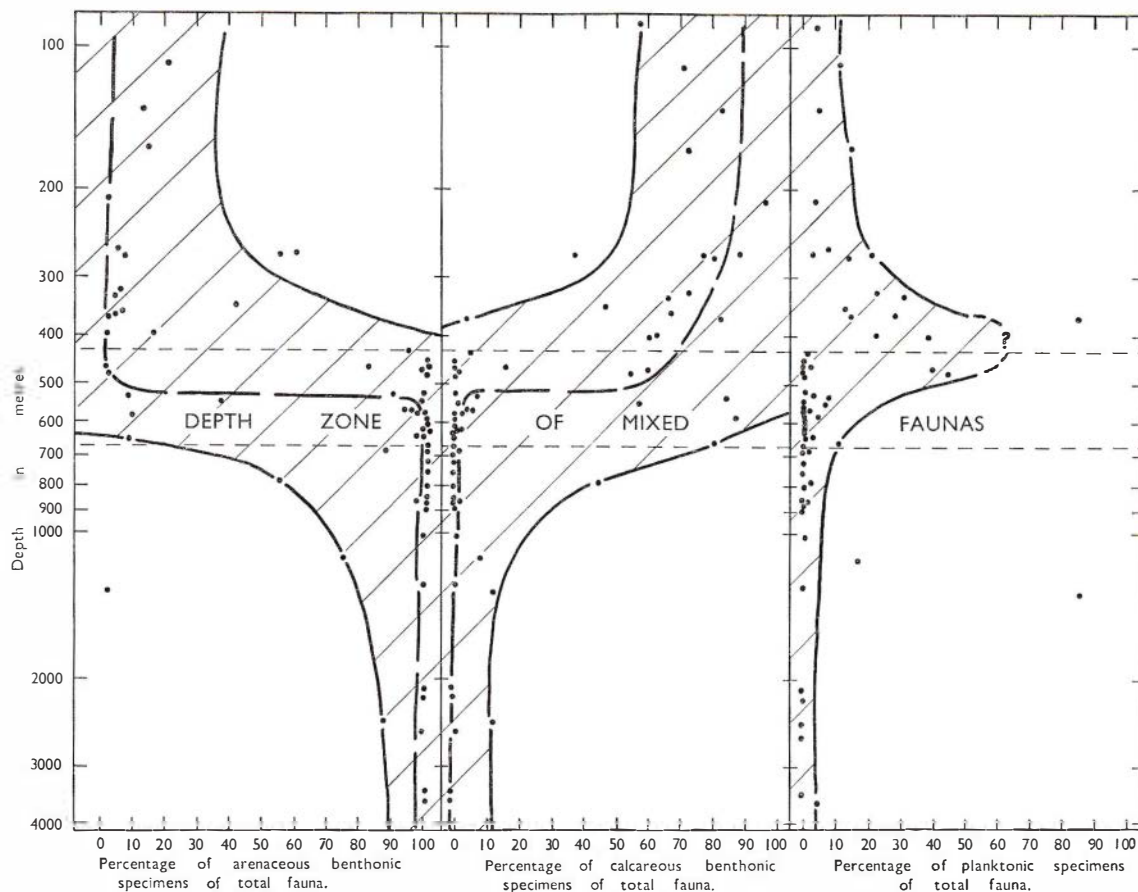 100
200
300
400
500
600
700
800
900
1000
2000
3000
4000
Depth in metres
DEPTH ZONE OF MIXED FAUNAS
?
0 10 20 30 40 50 60 70 80 90 100
0 10 20 30 40 50 60 70 80 90 100
0 10 20 30 40 50 60 70 80 90 100
Percentage of arenaceous benthonic
specimens of total fauna.
Percentage of calcareous benthonic
specimens of total fauna.
Percentage of planktonic specimens
of total fauna.